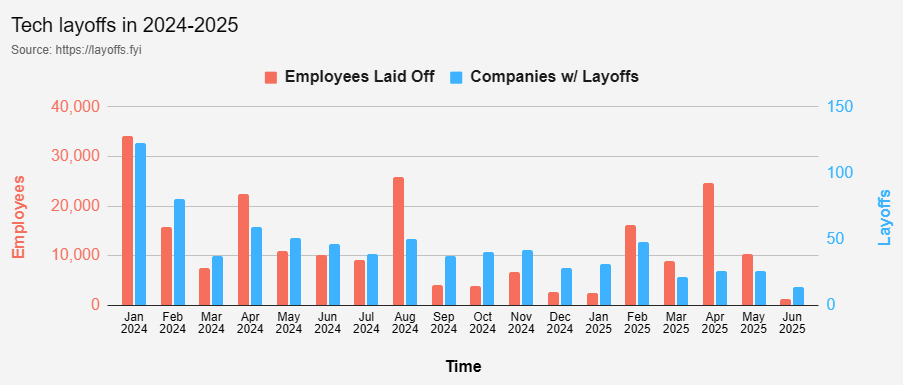 Tech layoffs in 2024-2025
Source: https://layoffs.fyi
Employees Laid Off
Companies w/ Layoffs
40,000
30,000
20,000
10,000
0
Employees
150
100
50
0
Layoffs
Jan 2024
Feb 2024
Mar 2024
Apr 2024
May 2024
Jun 2024
Jul 2024
Aug 2024
Sep 2024
Oct 2024
Nov 2024
Dec 2024
Jan 2025
Feb 2025
Mar 2025
Apr 2025
May 2025
Jun 2025
Time